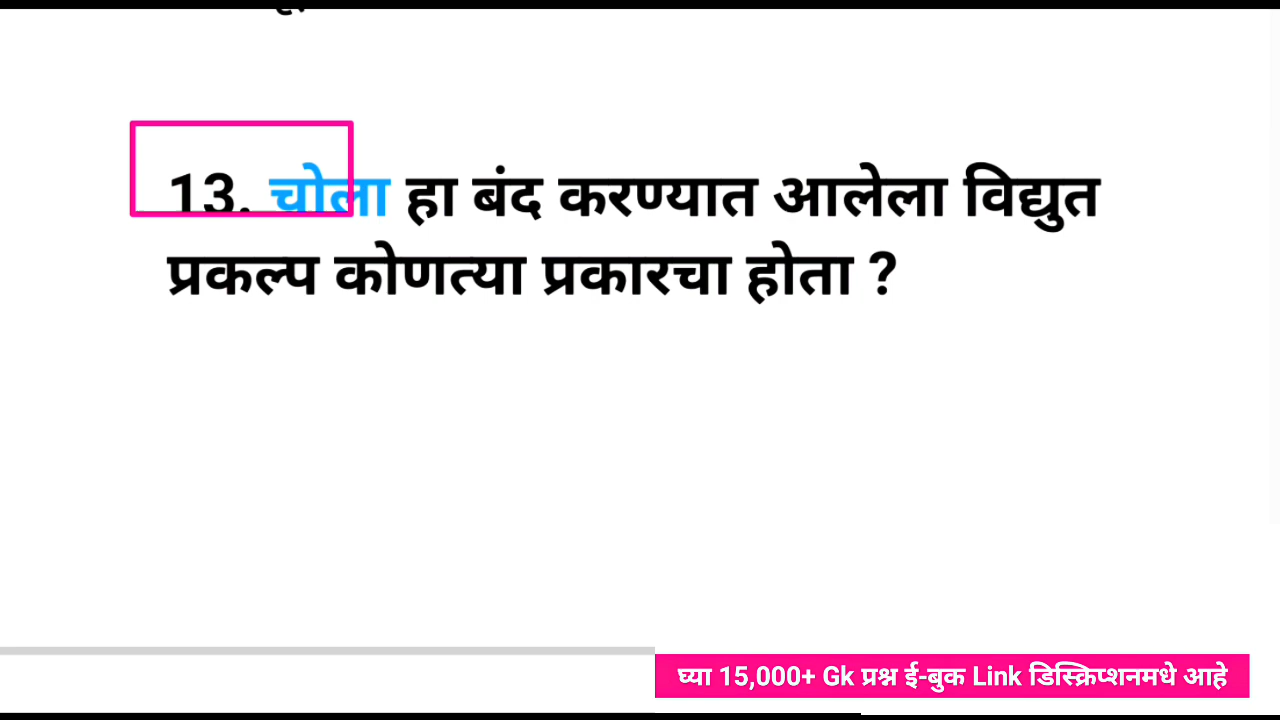 13. चोला हा बंद करण्यात आलेला विद्युत
प्रकल्प कोणत्या प्रकारचा होता ?
घ्या 15,000+ Gk प्रश्न ई-बुक Link डिस्क्रिप्शनमधे आहे